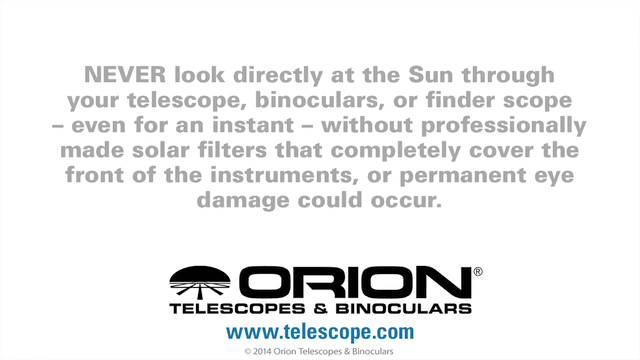 NEVER look directly at the Sun through
your telescope, binoculars, or finder scope
– even for an instant – without professionally
made solar filters that completely cover the
front of the instruments, or permanent eye
damage could occur.
ORION®
TELESCOPES & BINOCULARS
www.telescope.com
© 2014 Orion Telescopes & Binoculars